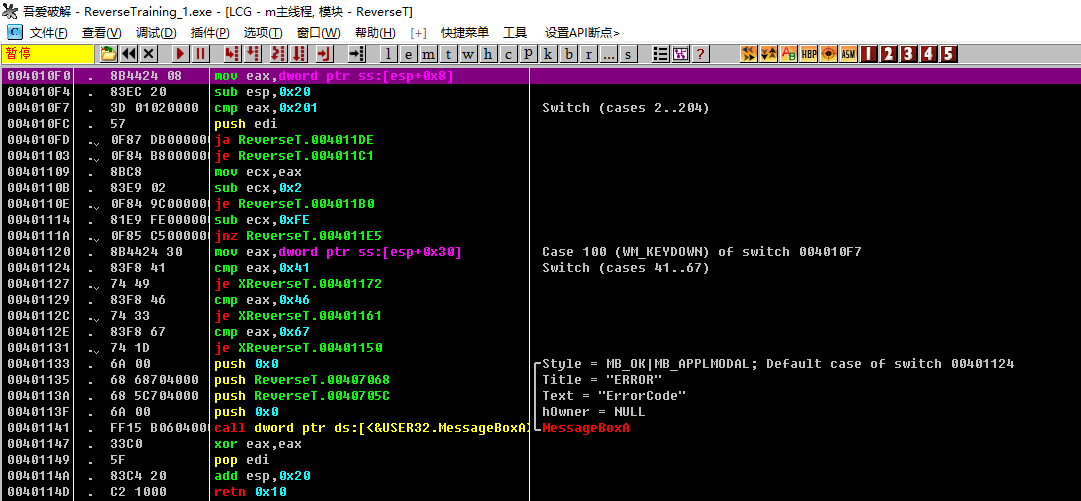 吾爱破解 - ReverseTraining_1.exe - [LCG - m主线程, 模块 - ReverseT]
C 文件(F) 查看(V) 调试(D) 插件(P) 选项(T) 窗口(W) 帮助(H) [+] 快捷菜单 工具 设置API断点>
暂停 l e m t w h c p k b r ... s ? HBP ASM 1 2 3 4 5
004010F0 . 8B4424 08 mov eax,dword ptr ss:[esp+0x8]
004010F4 . 83EC 20 sub esp,0x20
004010F7 . 3D 01020000 cmp eax,0x201 Switch (cases 2..204)
004010FC . 57 push edi
004010FD . 0F87 DB000000 ja ReverseT.004011DE
00401103 . 0F84 B8000000 je ReverseT.004011C1
00401109 . 8BC8 mov ecx,eax
0040110B . 83E9 02 sub ecx,0x2
0040110E . 0F84 9C000000 je ReverseT.004011B0
00401114 . 81E9 FE000000 sub ecx,0xFE
0040111A . 0F85 C5000000 jnz ReverseT.004011E5
00401120 . 8B4424 30 mov eax,dword ptr ss:[esp+0x30] Case 100 (WM_KEYDOWN) of switch 004010F7
00401124 . 83F8 41 cmp eax,0x41 Switch (cases 41..67)
00401127 . 74 49 je XReverseT.00401172
00401129 . 83F8 46 cmp eax,0x46
0040112C . 74 33 je XReverseT.00401161
0040112E . 83F8 67 cmp eax,0x67
00401131 . 74 1D je XReverseT.00401150
00401133 . 6A 00 push 0x0 Style = MB_OK|MB_APPLMODAL; Default case of switch 00401124
00401135 . 68 68704000 push ReverseT.00407068 Title = "ERROR"
0040113A . 68 5C704000 push ReverseT.0040705C Text = "ErrorCode"
0040113F . 6A 00 push 0x0 hOwner = NULL
00401141 . FF15 B0604000 call dword ptr ds:[<&USER32.MessageBoxA> MessageBoxA
00401147 . 33C0 xor eax,eax
00401149 . 5F pop edi
0040114A . 83C4 20 add esp,0x20
0040114D . C2 1000 retn 0x10